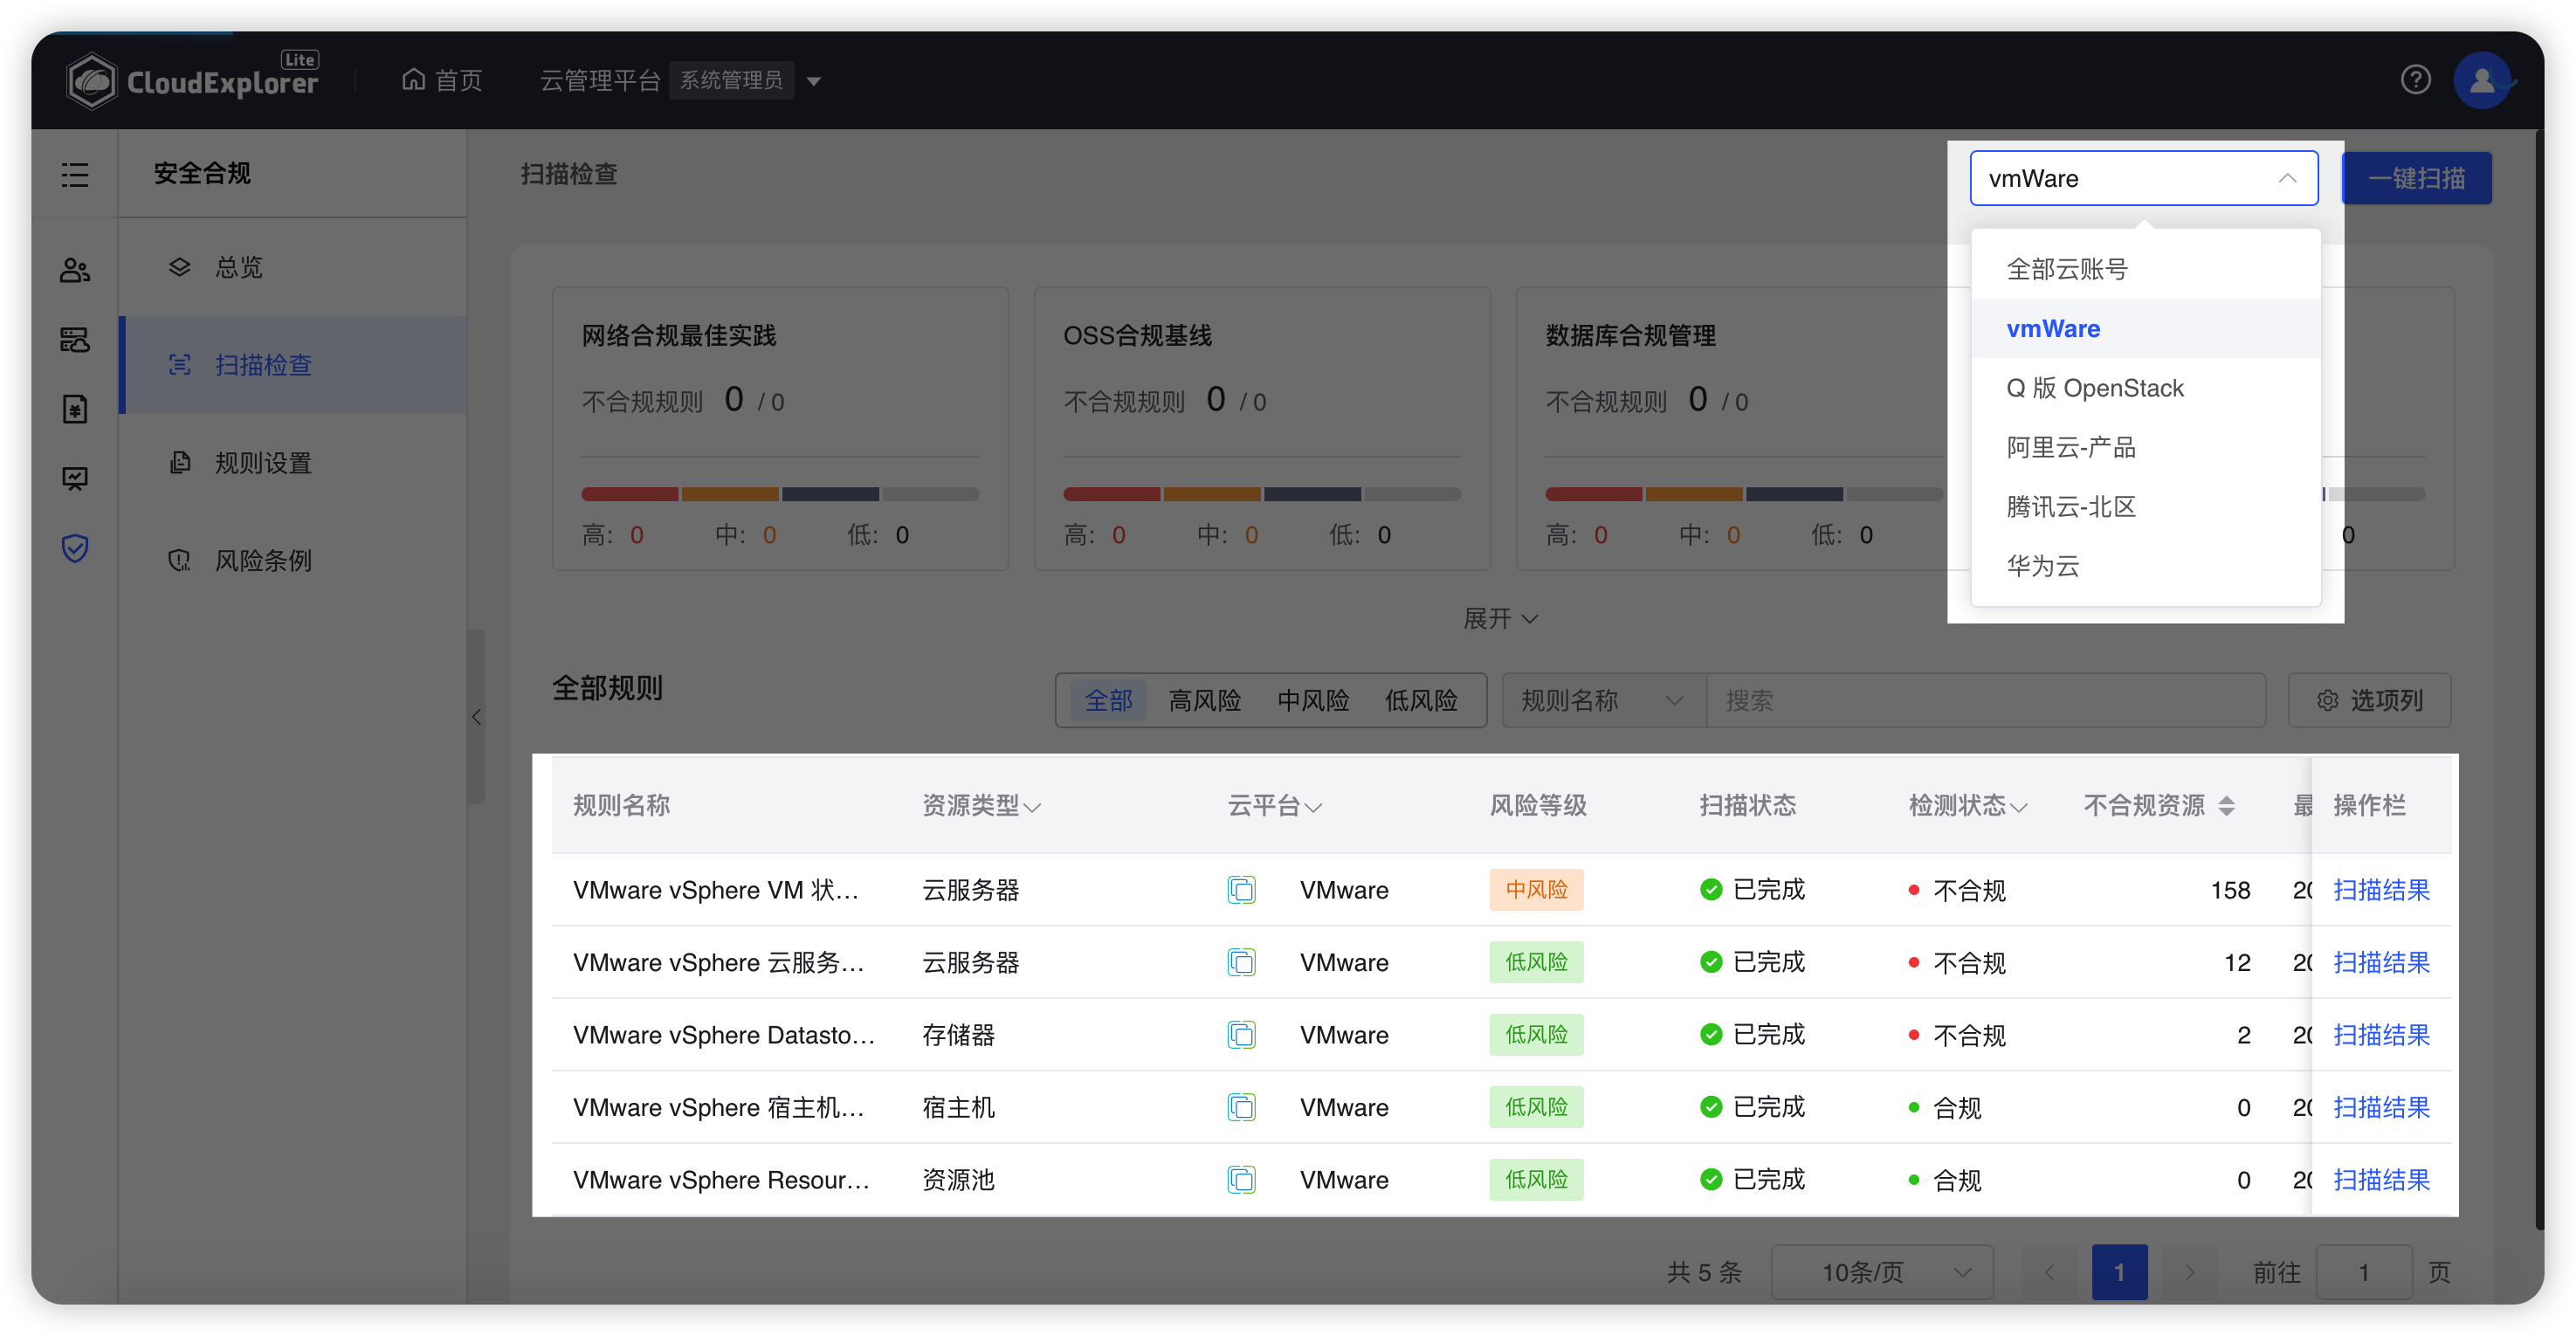 CloudExplorer Lite
首页
云管理平台 系统管理员
安全合规
总览
扫描检查
规则设置
风险条例
扫描检查
vmWare
一键扫描
全部云账号
vmWare
Q 版 OpenStack
阿里云-产品
腾讯云-北区
华为云
网络合规最佳实践
不合规规则 0 / 0
高: 0 中: 0 低: 0
OSS合规基线
不合规规则 0 / 0
高: 0 中: 0 低: 0
数据库合规管理
不合规规则 0 / 0
高: 0 中: 0 低: 0
0
展开
全部规则
全部 高风险 中风险 低风险
规则名称 搜索
选项列
规则名称 资源类型 云平台 风险等级 扫描状态 检测状态 不合规资源 最 操作栏
VMware vSphere VM 状... 云服务器 VMware 中风险 已完成 不合规 158 20 扫描结果
VMware vSphere 云服务... 云服务器 VMware 低风险 已完成 不合规 12 20 扫描结果
VMware vSphere Datasto... 存储器 VMware 低风险 已完成 不合规 2 20 扫描结果
VMware vSphere 宿主机... 宿主机 VMware 低风险 已完成 合规 0 20 扫描结果
VMware vSphere Resour... 资源池 VMware 低风险 已完成 合规 0 20 扫描结果
共 5 条 10条/页 1 前往 1 页